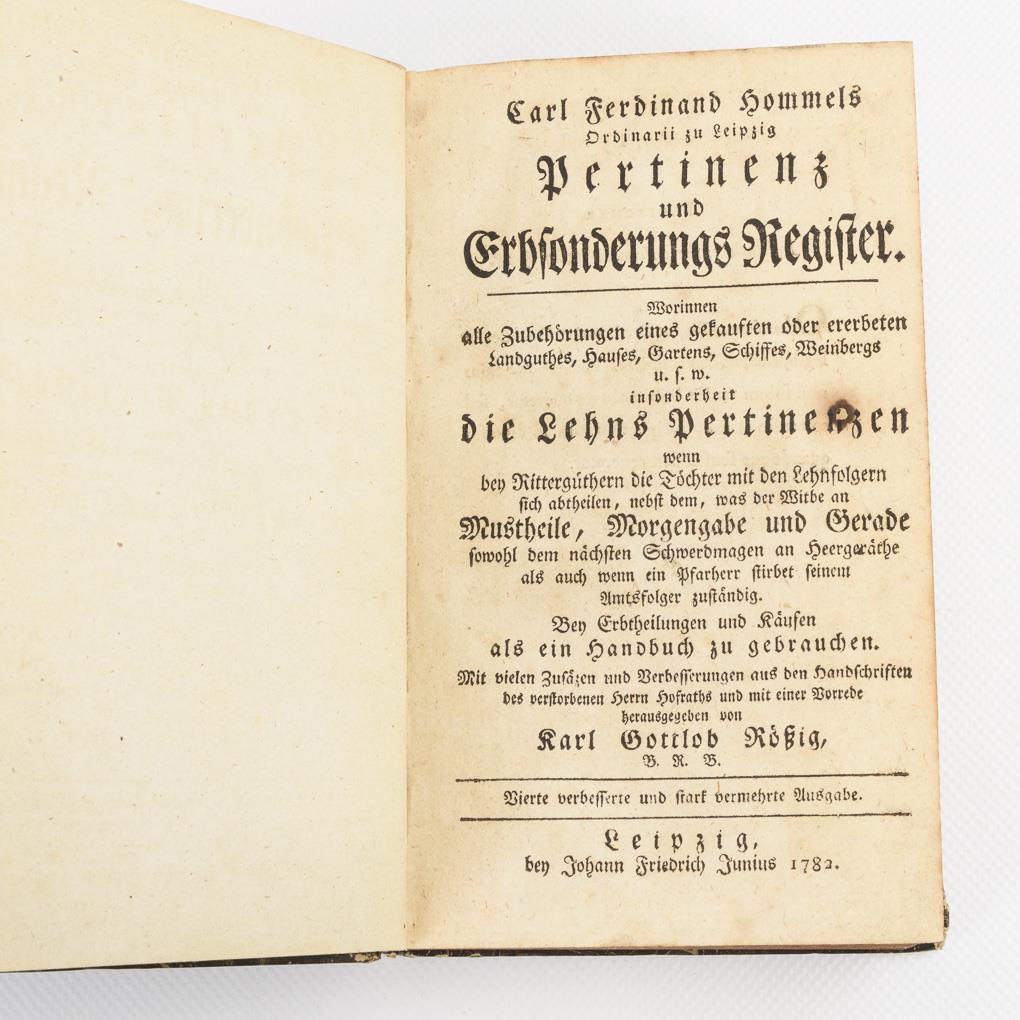 Carl Ferdinand Hommels
Ordinarii zu Leipzig
Pertinenz
und
Erbſonderungs Regiſter.
Worinnen
alle Zubehörungen eines gekauften oder ererbeten
Landguthes, Hauſes, Gartens, Schiffes, Weinbergs
u. ſ. w.
inſonderheit
die Lehns Pertinenzen
wenn
bey Rittergüthern die Töchter mit den Lehnfolgern
ſich abtheilen, nebſt dem, was der Witbe an
Mustheile, Morgengabe und Gerade
ſowohl dem nächſten Schwerdmagen an Heergeräthe
als auch wenn ein Pfarherr ſtirbet ſeinem
Amtsfolger zuſtändig.
Bey Erbtheilungen und Käufen
als ein Handbuch zu gebrauchen.
Mit vielen Zuſäzen und Verbeſſerungen aus den Handſchriften
des verſtorbenen Herrn Hofraths und mit einer Vorrede
herausgegeben von
Karl Gottlob Rößig,
B. R. B.
Vierte verbeſſerte und ſtark vermehrte Ausgabe.
Leipzig,
bey Johann Friedrich Junius 1782.